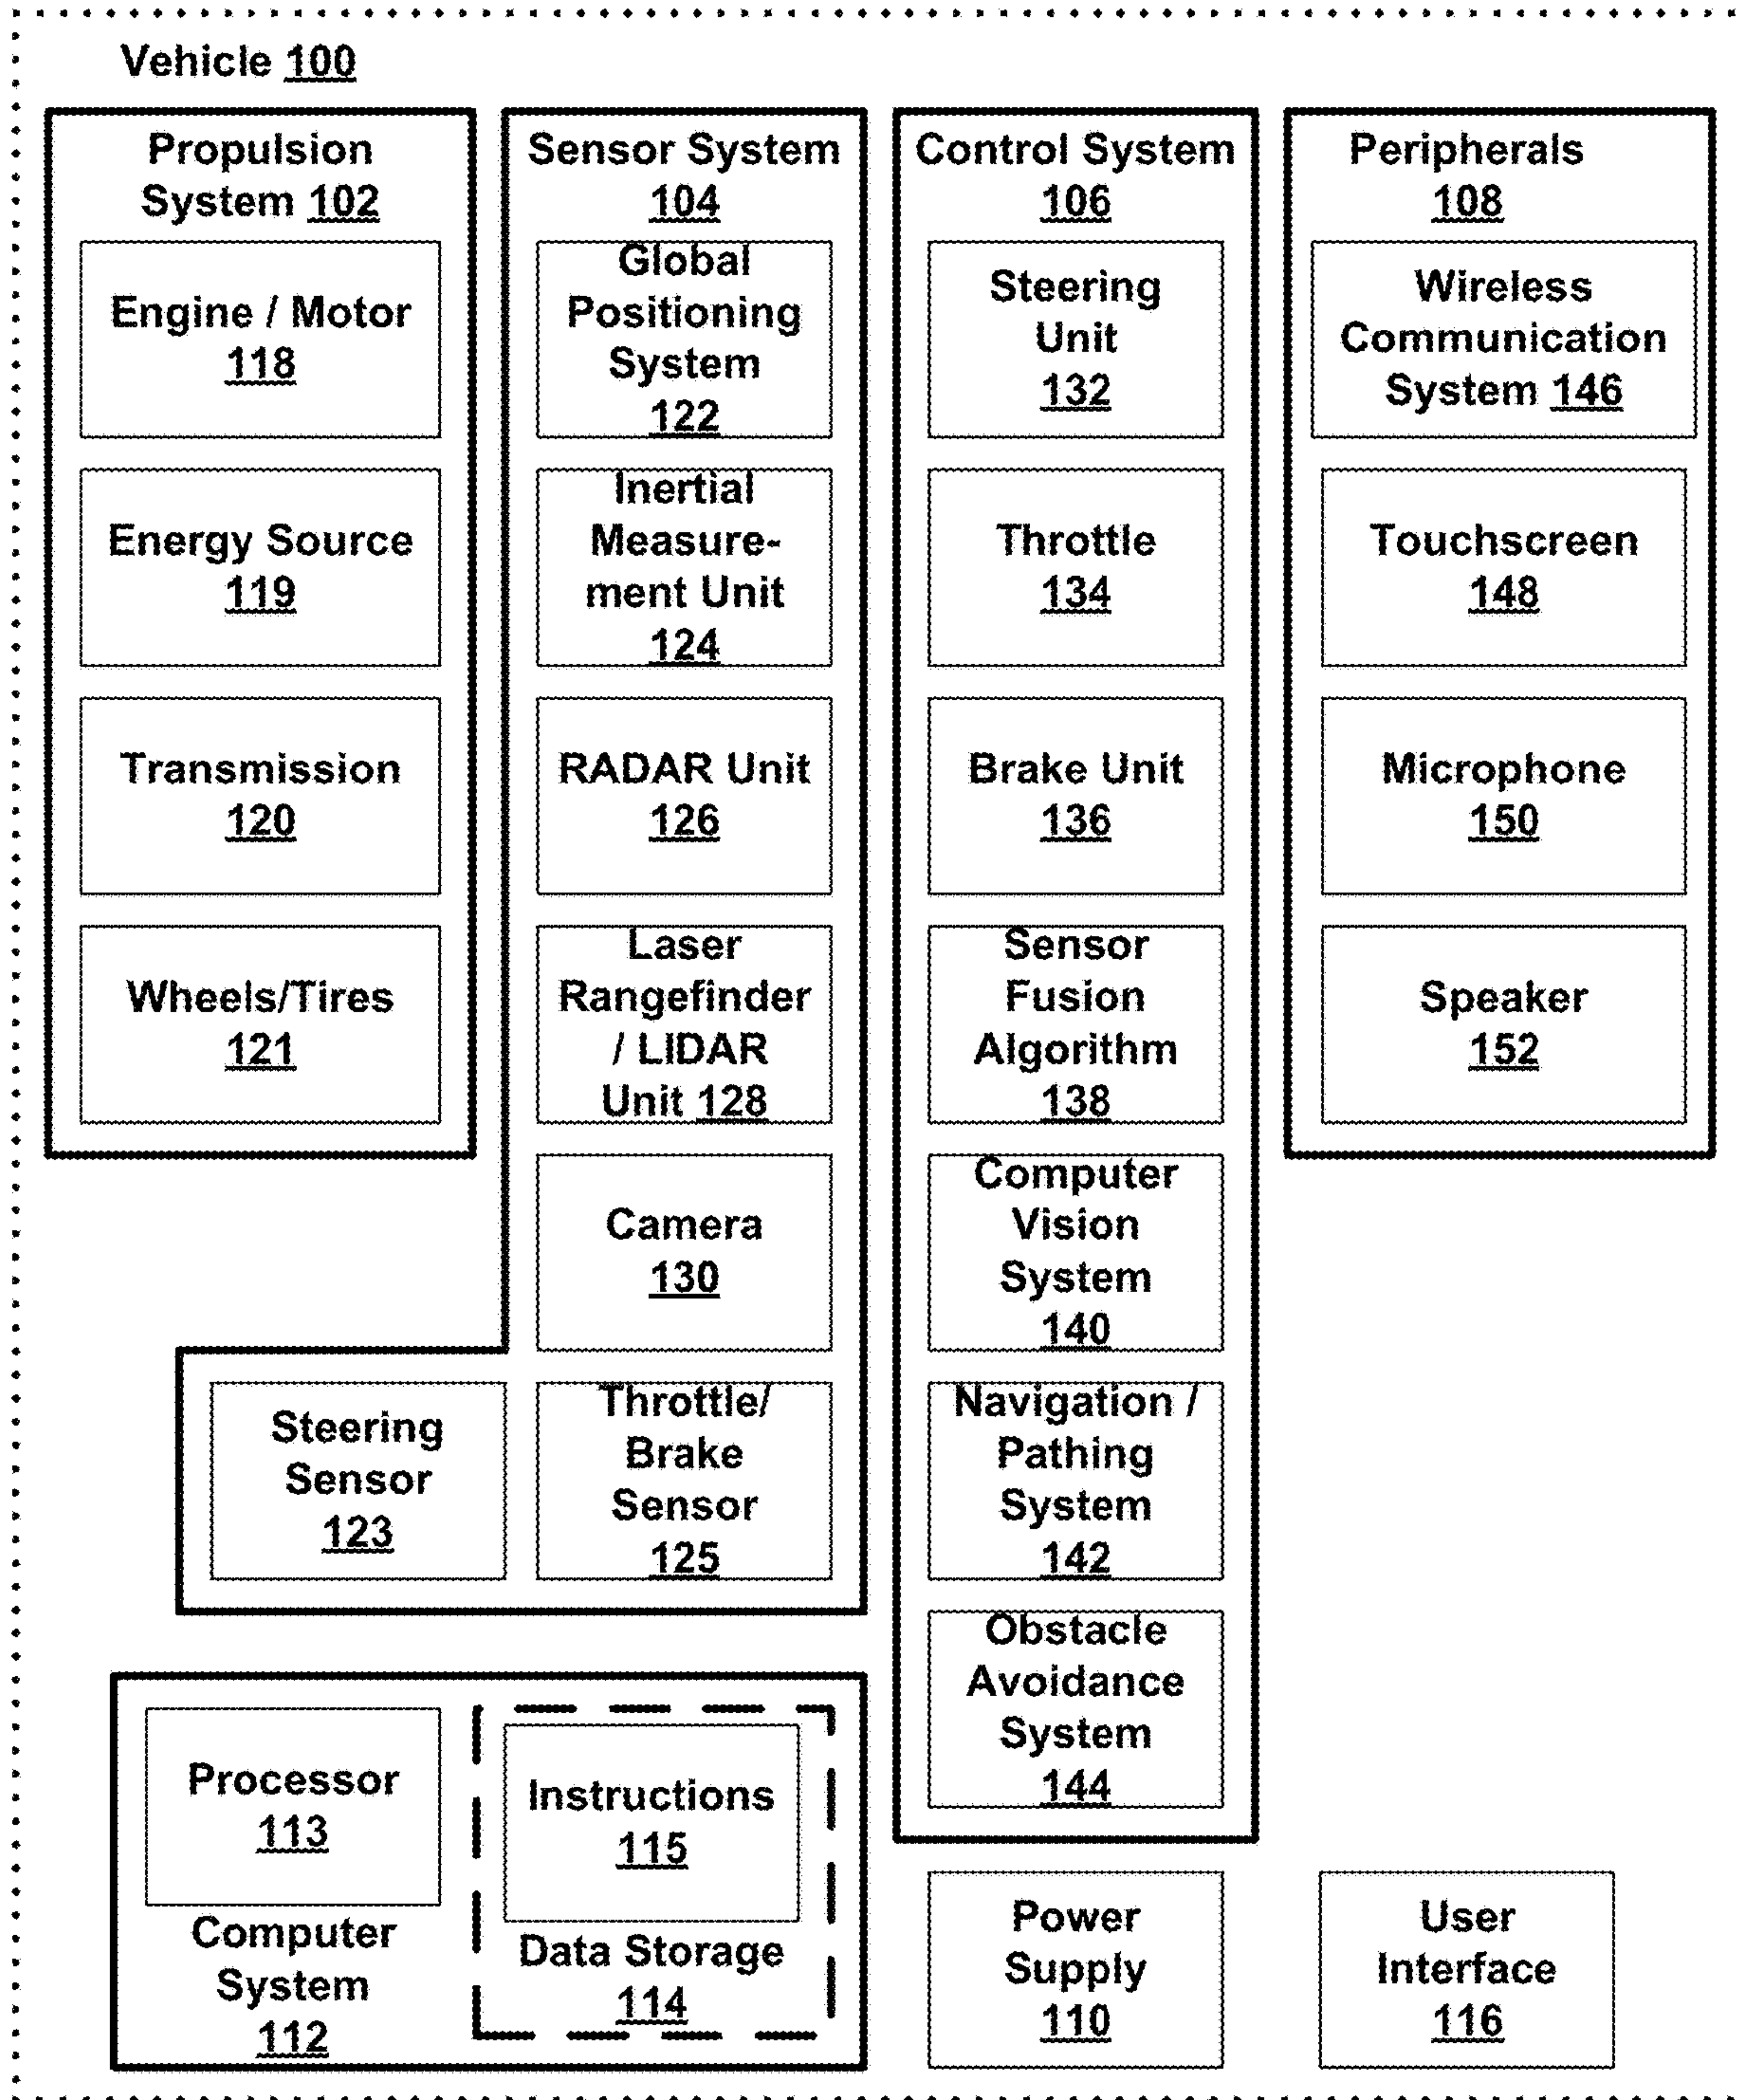 Vehicle 100
Propulsion
System 102
Engine / Motor
118
Energy Source
119
Transmission
120
Wheels/Tires
121
Sensor System
104
Global
Positioning
System
122
Inertial
Measure-
ment Unit
124
RADAR Unit
126
Laser
Rangefinder
/ LIDAR
Unit 128
Camera
130
Steering
Sensor
123
Throttle/
Brake
Sensor
125
Control System
106
Steering
Unit
132
Throttle
134
Brake Unit
136
Sensor
Fusion
Algorithm
138
Computer
Vision
System
140
Navigation /
Pathing
System
142
Obstacle
Avoidance
System
144
Peripherals
108
Wireless
Communication
System 146
Touchscreen
148
Microphone
150
Speaker
152
Processor
113
Computer
System
112
Instructions
115
Data Storage
114
Power
Supply
110
User
Interface
116